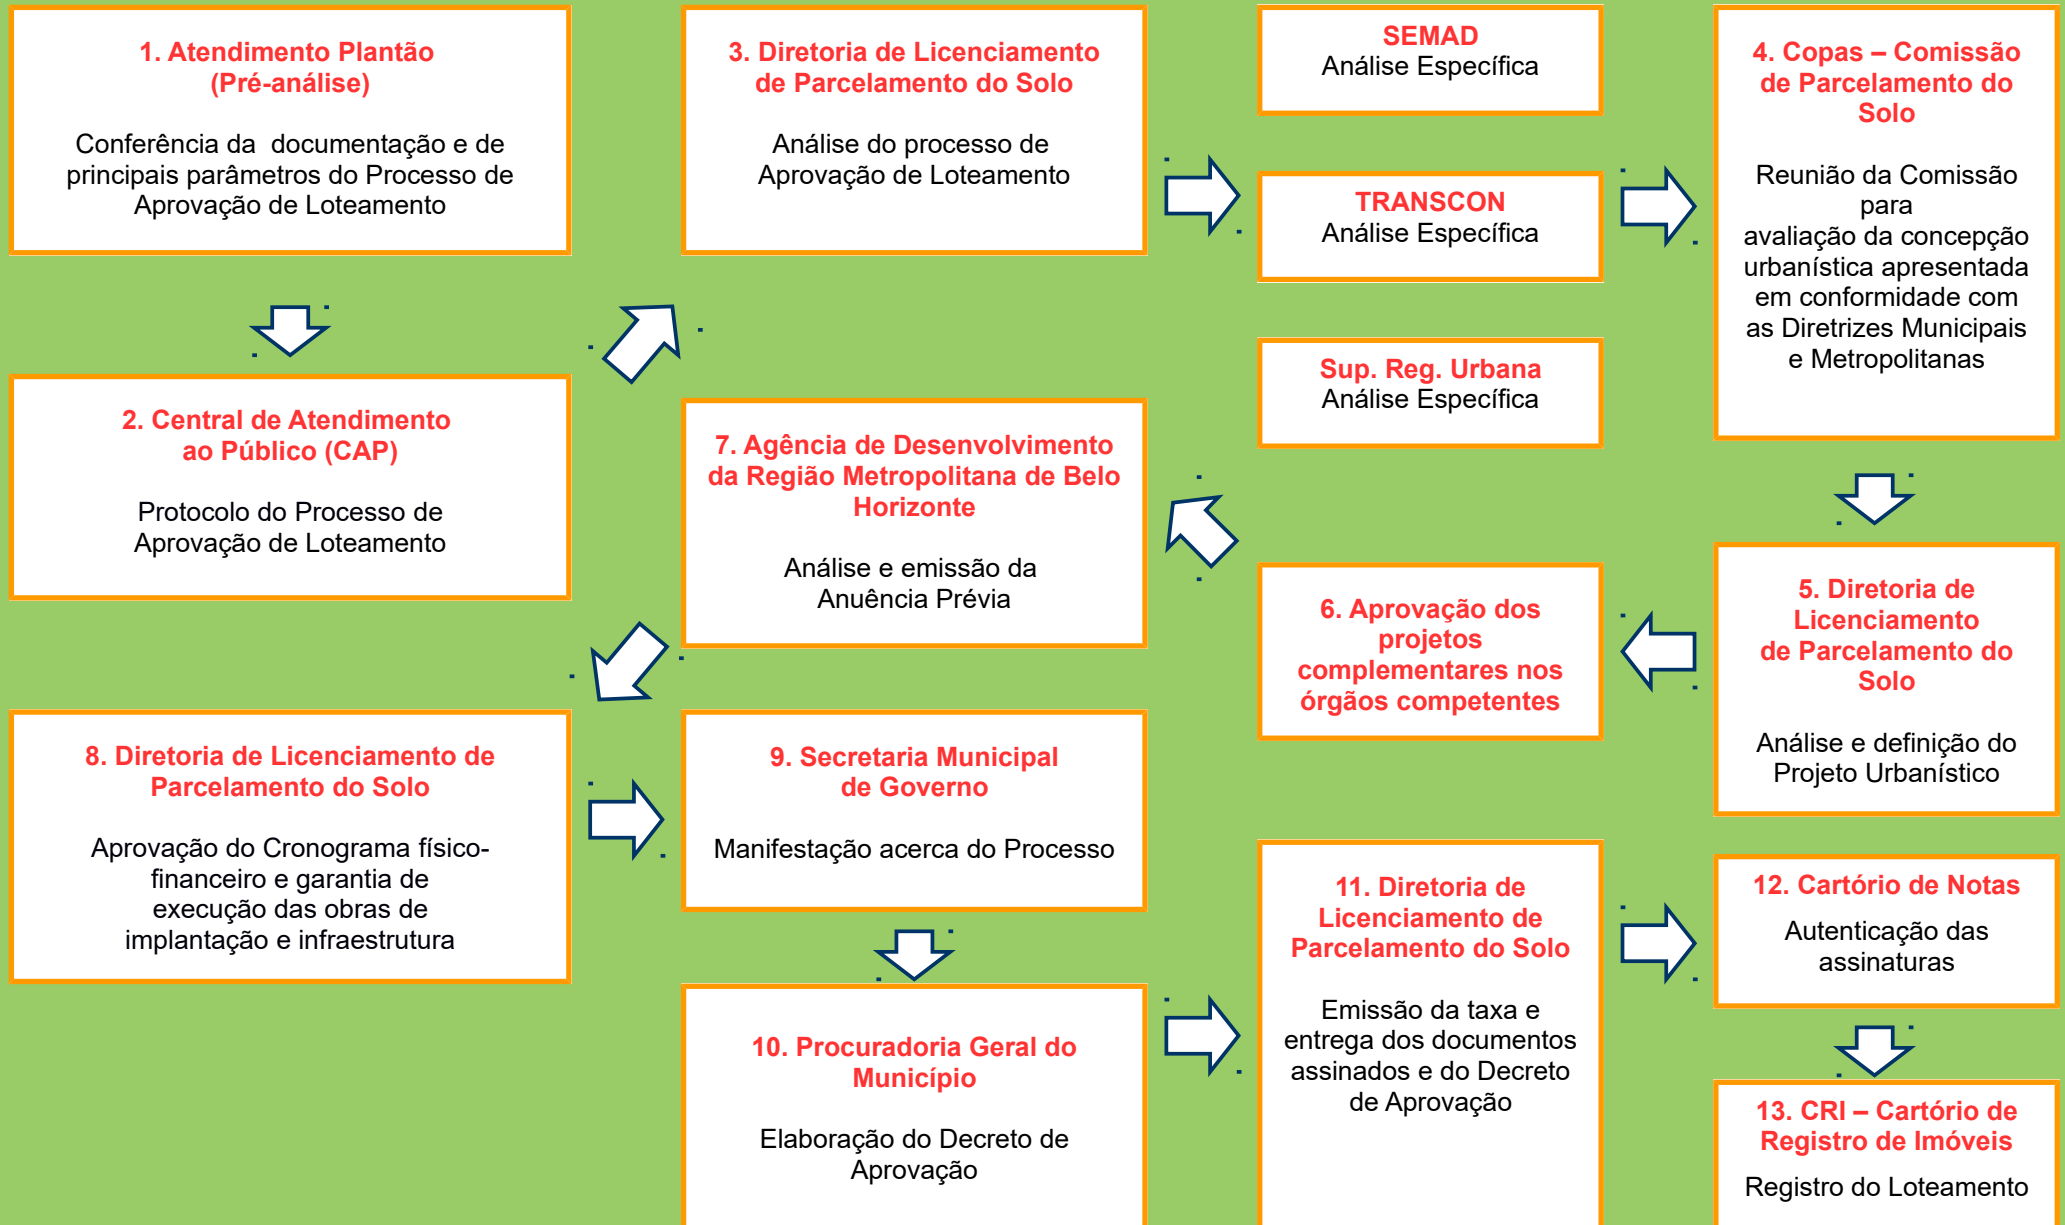 1. Atendimento Plantão
(Pré-análise)
Conferência da documentação e de
principais parâmetros do Processo de
Aprovação de Loteamento
2. Central de Atendimento
ao Público (CAP)
Protocolo do Processo de
Aprovação de Loteamento
3. Diretoria de Licenciamento
de Parcelamento do Solo
Análise do processo de
Aprovação de Loteamento
SEMAD
Análise Específica
TRANSCON
Análise Específica
Sup. Reg. Urbana
Análise Específica
4. Copas – Comissão
de Parcelamento do
Solo
Reunião da Comissão
para
avaliação da concepção
urbanística apresentada
em conformidade com
as Diretrizes Municipais
e Metropolitanas
5. Diretoria de
Licenciamento
de Parcelamento do
Solo
Análise e definição do
Projeto Urbanístico
6. Aprovação dos
projetos
complementares nos
órgãos competentes
7. Agência de Desenvolvimento
da Região Metropolitana de Belo
Horizonte
Análise e emissão da
Anuência Prévia
8. Diretoria de Licenciamento de
Parcelamento do Solo
Aprovação do Cronograma físico-
financeiro e garantia de
execução das obras de
implantação e infraestrutura
9. Secretaria Municipal
de Governo
Manifestação acerca do Processo
10. Procuradoria Geral do
Município
Elaboração do Decreto de
Aprovação
11. Diretoria de
Licenciamento de
Parcelamento do Solo
Emissão da taxa e
entrega dos documentos
assinados e do Decreto
de Aprovação
12. Cartório de Notas
Autenticação das
assinaturas
13. CRI – Cartório de
Registro de Imóveis
Registro do Loteamento